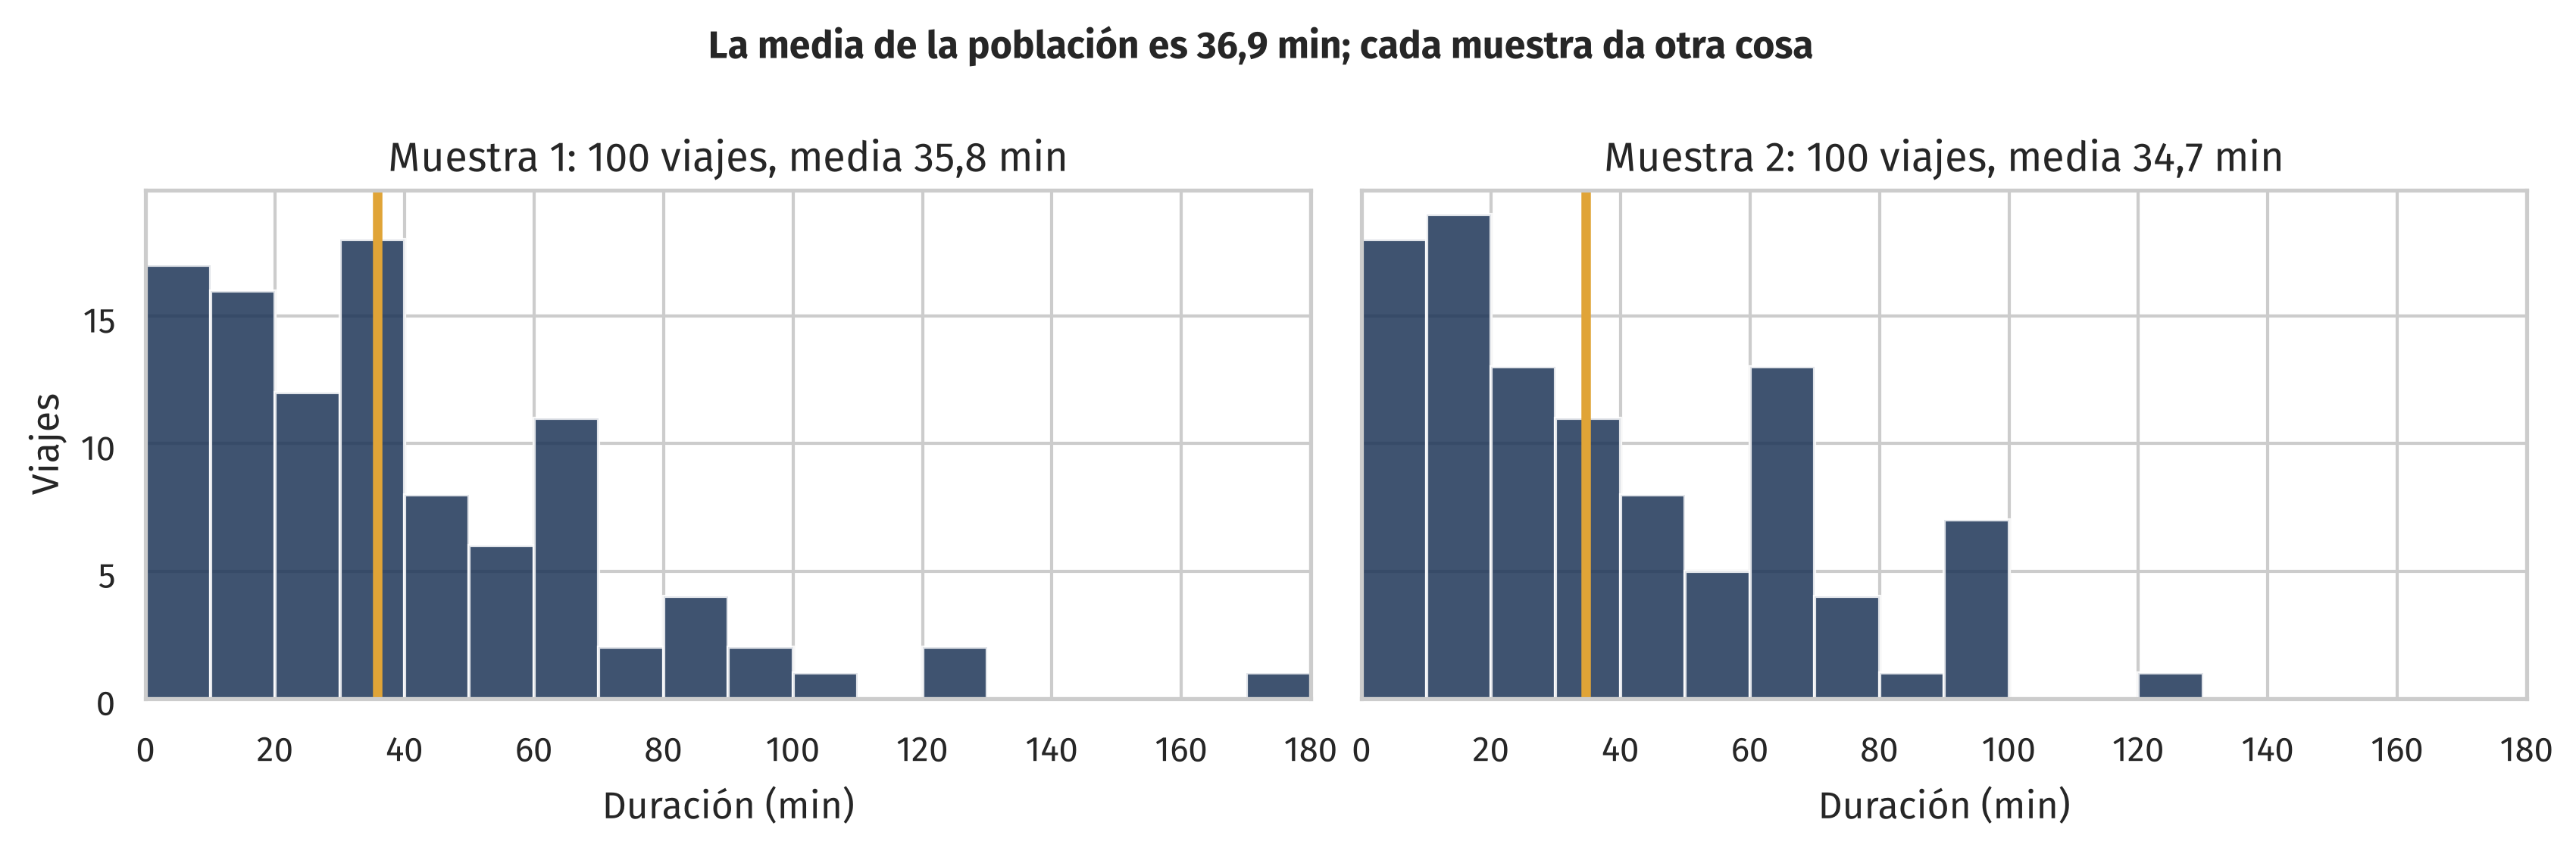 La media de la población es 36,9 min; cada muestra da otra cosa
Muestra 1: 100 viajes, media 35,8 min
Viajes
15
10
5
0
0 20 40 60 80 100 120 140 160 180
Duración (min)
Muestra 2: 100 viajes, media 34,7 min
0 20 40 60 80 100 120 140 160 180
Duración (min)